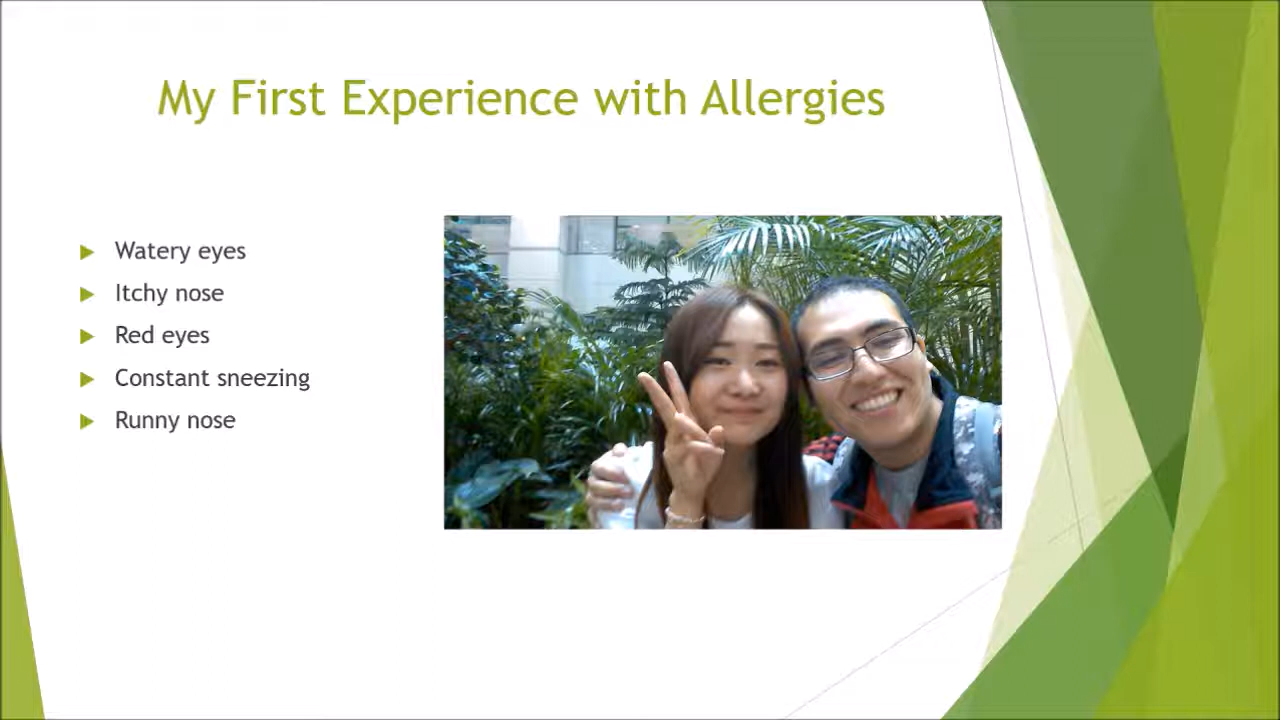 My First Experience with Allergies
Watery eyes
Itchy nose
Red eyes
Constant sneezing
Runny nose